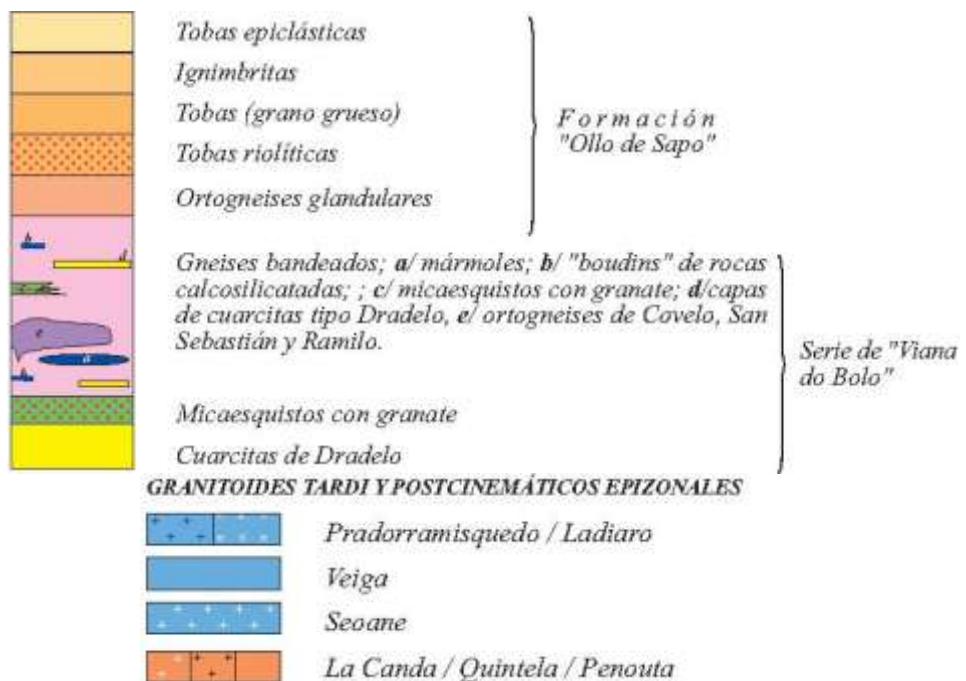 Tobas epiclásticas
Ignimbritas
Tobas (grano grueso)
Tobas riolíticas
Ortogneises glandulares
Formación
"Ollo de Sapo"
b
d
c
e
a
b
Gneises bandeados; a/ mármoles; b/ "boudins" de rocas
calcosilicatadas; ; c/ micaesquistos con granate; d/capas
de cuarcitas tipo Dradelo, e/ ortogneises de Covelo, San
Sebastián y Ramilo.
Micaesquistos con granate
Cuarcitas de Dradelo
Serie de "Viana
do Bolo"
GRANITOIDES TARDI Y POSTCINEMÁTICOS EPIZONALES
Pradorramisquedo / Ladiaro
Veiga
Seoane
La Canda / Quintela / Penouta